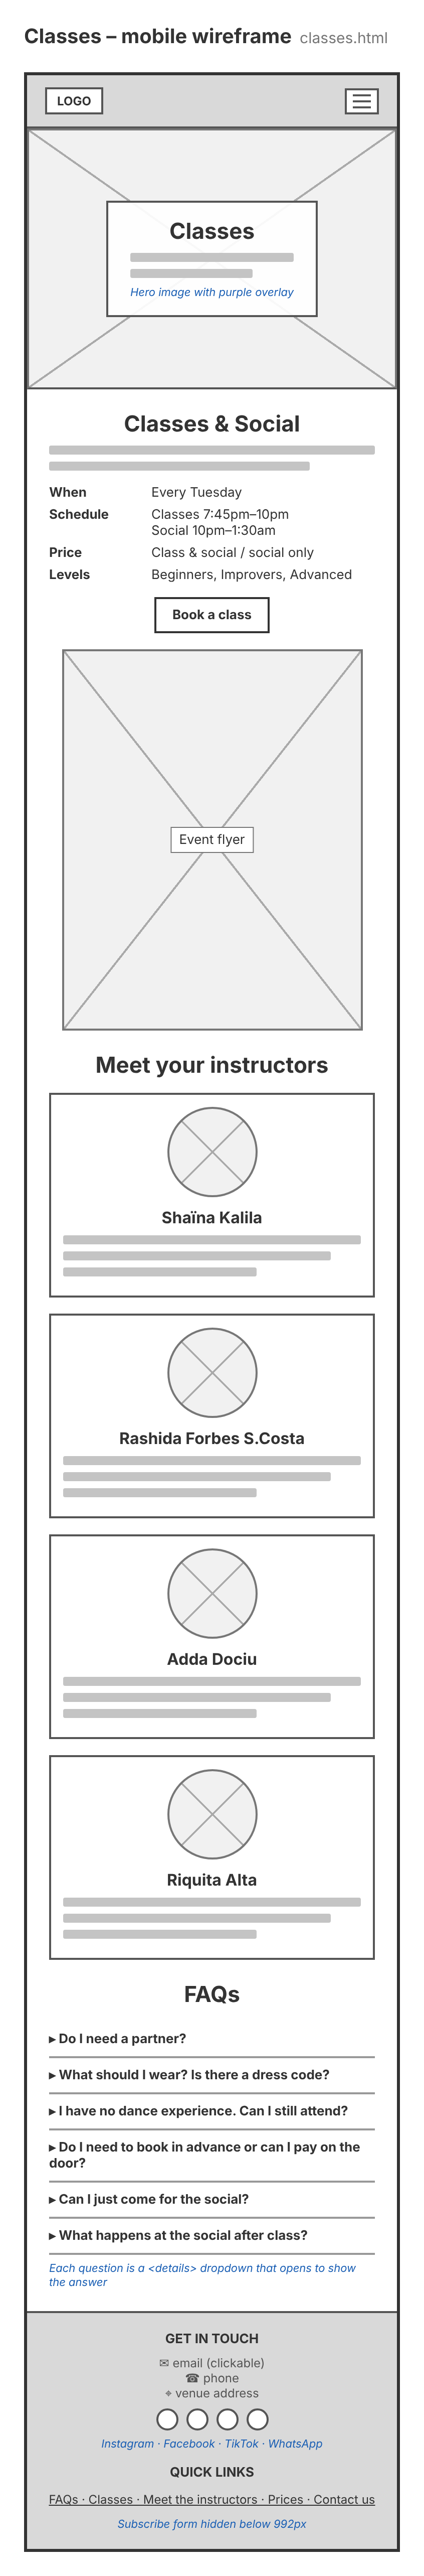 Classes – mobile wireframe classes.html
LOGO
Classes
Hero image with purple overlay
Classes & Social
When Every Tuesday
Schedule Classes 7:45pm–10pm
Social 10pm–1:30am
Price Class & social / social only
Levels Beginners, Improvers, Advanced
Book a class
Event flyer
Meet your instructors
Shaïna Kalila
Rashida Forbes S.Costa
Adda Dociu
Riquita Alta
FAQs
▸ Do I need a partner?
▸ What should I wear? Is there a dress code?
▸ I have no dance experience. Can I still attend?
▸ Do I need to book in advance or can I pay on the
door?
▸ Can I just come for the social?
▸ What happens at the social after class?
Each question is a <details> dropdown that opens to show
the answer
GET IN TOUCH
✉ email (clickable)
☎ phone
⌖ venue address
Instagram · Facebook · TikTok · WhatsApp
QUICK LINKS
FAQs · Classes · Meet the instructors · Prices · Contact us
Subscribe form hidden below 992px